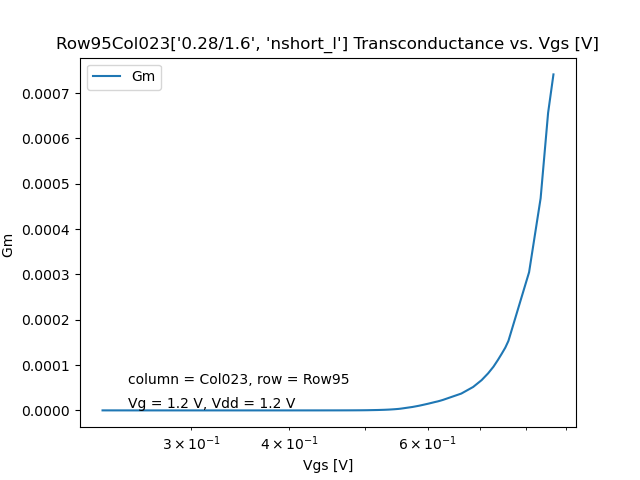 Row95Col023['0.28/1.6', 'nshort_l'] Transconductance vs. Vgs [V]
Gm
0.0007
0.0006
0.0005
0.0004
0.0003
0.0002
0.0001
0.0000
Gm
column = Col023, row = Row95
Vg = 1.2 V, Vdd = 1.2 V
3 × 10⁻¹ 4 × 10⁻¹ 6 × 10⁻¹
Vgs [V]